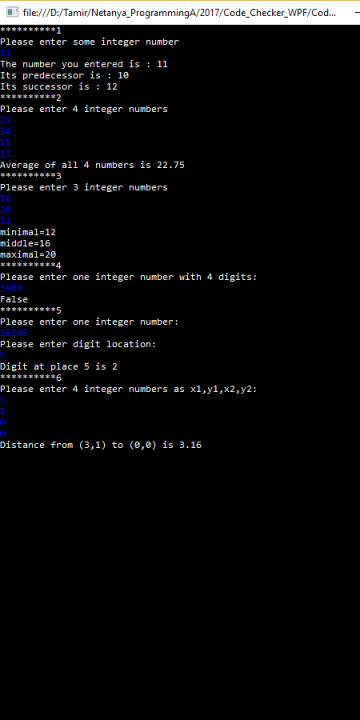 file:///D:/Tamir/Netanya_ProgrammingA/2017/Code_Checker_WPF/Cod...
**********1
Please enter some integer number
11
The number you entered is : 11
Its predecessor is : 10
Its successor is : 12
**********2
Please enter 4 integer numbers
29
34
15
13
Average of all 4 numbers is 22.75
**********3
Please enter 3 integer numbers
16
20
12
minimal=12
middle=16
maximal=20
**********4
Please enter one integer number with 4 digits:
3904
False
**********5
Please enter one integer number:
Please enter digit location:
5
Digit at place 5 is 2
**********6
Please enter 4 integer numbers as x1,y1,x2,y2:
3
1
0
0
Distance from (3,1) to (0,0) is 3.16